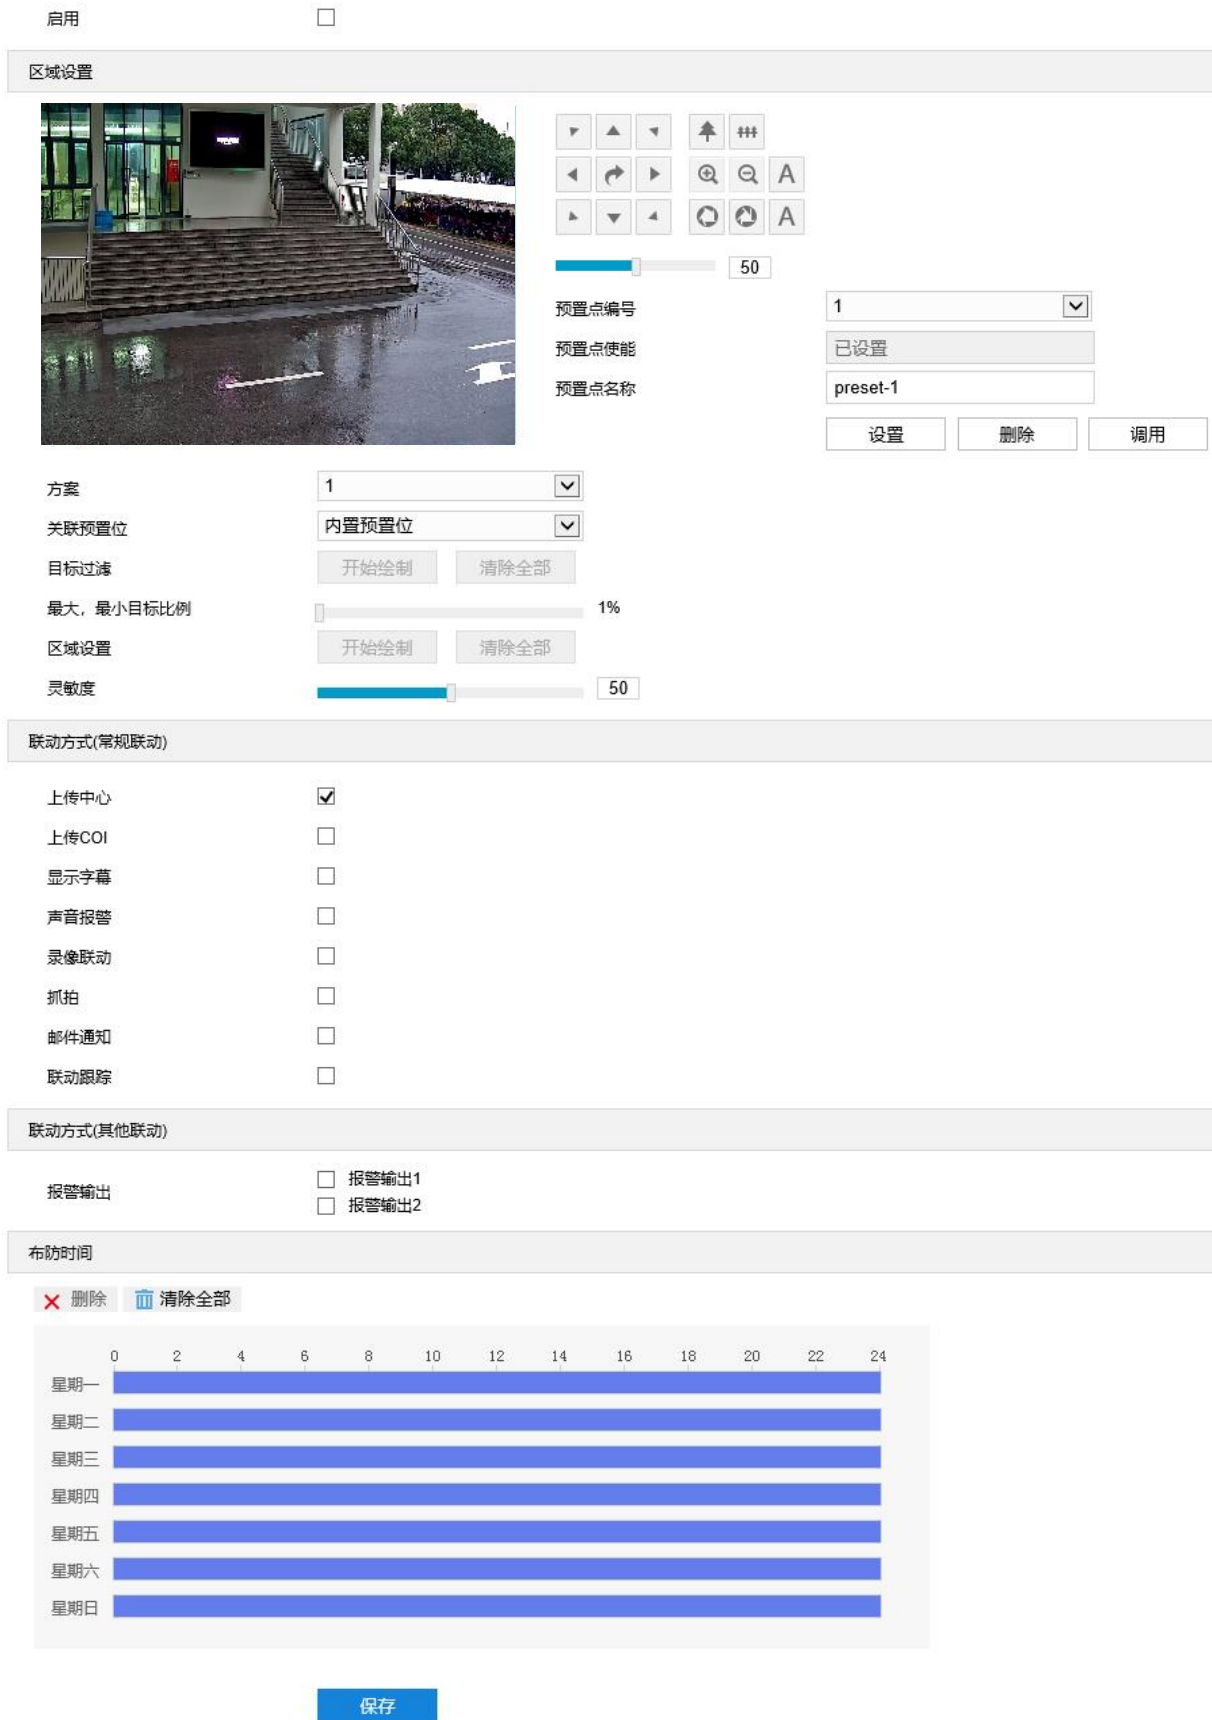 启用
区域设置
A
A
50
预置点编号 1
预置点使能 已设置
预置点名称 preset-1
设置 删除 调用
方案 1
关联预置位 内置预置位
目标过滤 开始绘制 清除全部
最大，最小目标比例 1%
区域设置 开始绘制 清除全部
灵敏度 50
联动方式(常规联动)
上传中心
上传COI
显示字幕
声音报警
录像联动
抓拍
邮件通知
联动跟踪
联动方式(其他联动)
报警输出 报警输出1
报警输出2
布防时间
删除 清除全部
0 2 4 6 8 10 12 14 16 18 20 22 24
星期一
星期二
星期三
星期四
星期五
星期六
星期日
保存